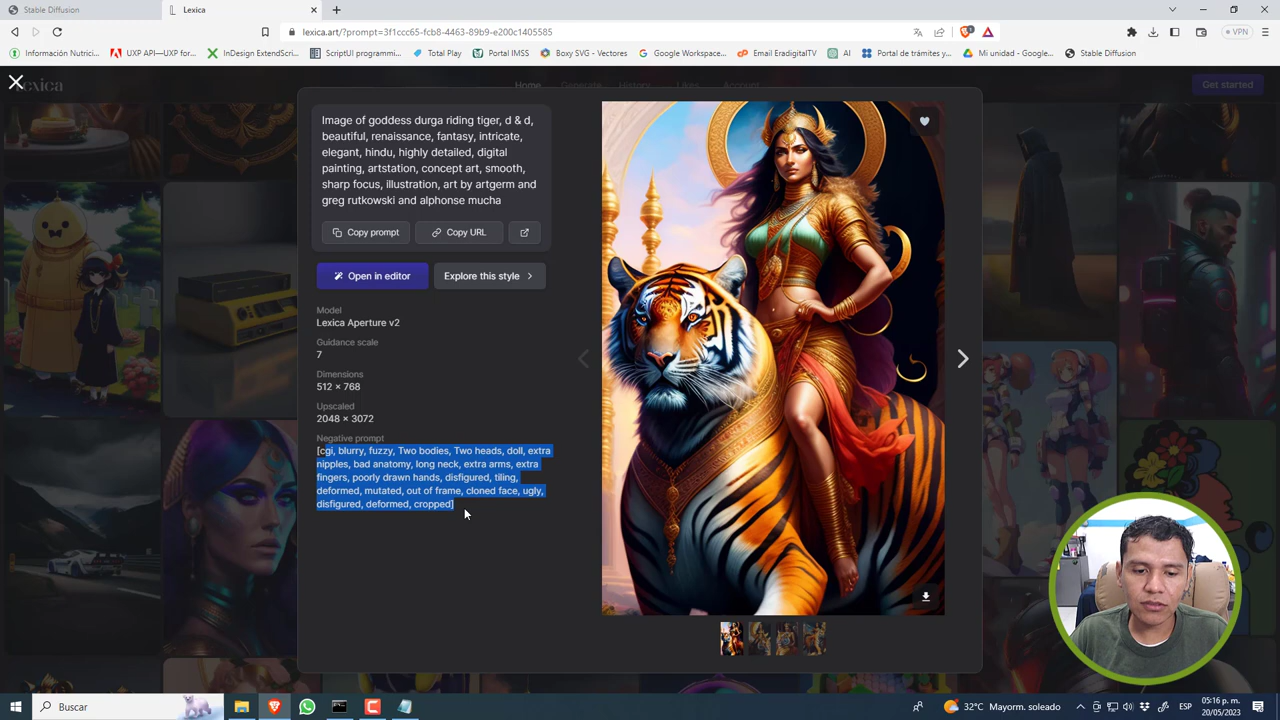 Stable Diffusion
Lexica
lexica.art/?prompt=3f1ccc65-fcb8-4463-89b9-e200c1405585
VPN
Información Nutrici...
UXP API—UXP for...
InDesign ExtendScri...
ScriptUI programmi...
Total Play
Portal IMSS
Boxy SVG - Vectores
Google Workspace...
Email EradigitalTV
AI
Portal de trámites y...
Mi unidad - Google...
Stable Diffusion
Lexica
Home
Generate
History
Likes
Account
Get started
Image of goddess durga riding tiger, d & d,
beautiful, renaissance, fantasy, intricate,
elegant, hindu, highly detailed, digital
painting, artstation, concept art, smooth,
sharp focus, illustration, art by artgerm and
greg rutkowski and alphonse mucha
Copy prompt
Copy URL
Open in editor
Explore this style
Model
Lexica Aperture v2
Guidance scale
7
Dimensions
512 × 768
Upscaled
2048 × 3072
Negative prompt
[cgi, blurry, fuzzy, Two bodies, Two heads, doll, extra
nipples, bad anatomy, long neck, extra arms, extra
fingers, poorly drawn hands, disfigured, tiling,
deformed, mutated, out of frame, cloned face, ugly,
disfigured, deformed, cropped]
Buscar
32°C Mayorm. soleado
ESP
05:16 p. m.
20/05/2023